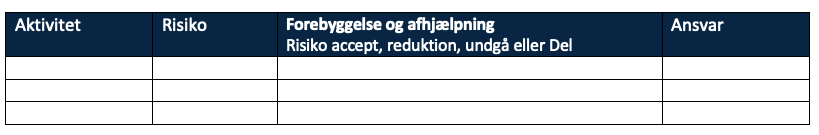 Aktivitet
Risiko
Forebyggelse og afhjælpning
Risiko accept, reduktion, undgå eller Del
Ansvar